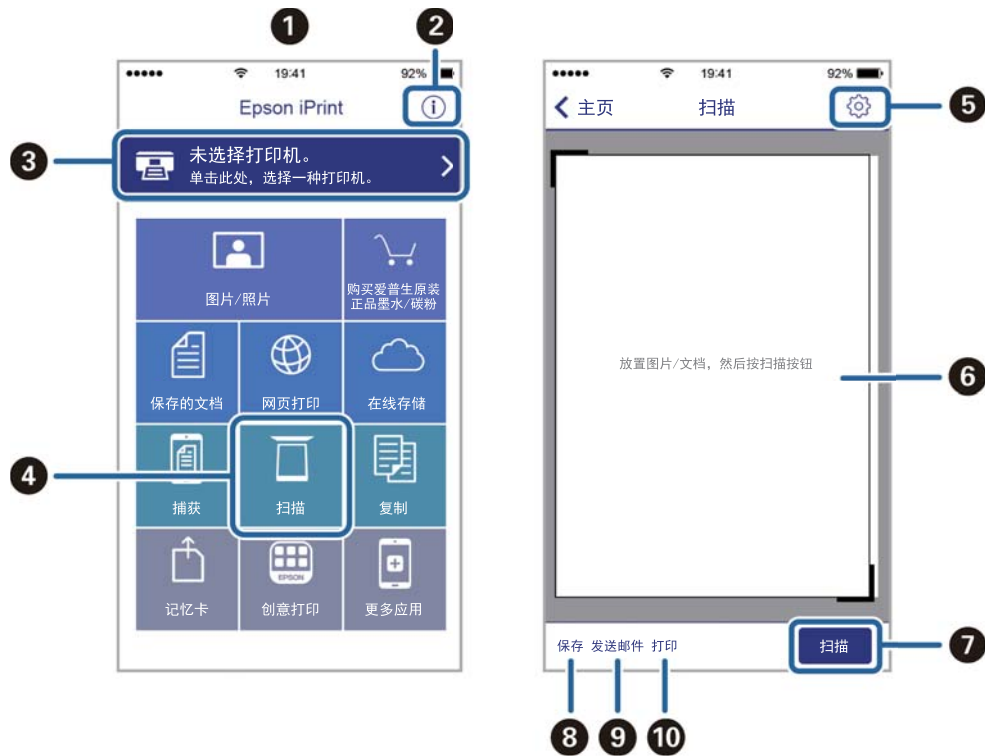 1
2
19:41
92%
Epson iPrint
3
未选择打印机。
单击此处，选择一种打印机。
图片/照片
购买爱普生原装
正品墨水/碳粉
保存的文档
网页打印
在线存储
4
捕获
扫描
复制
EPSON
记忆卡
创意打印
更多应用
19:41
92%
主页
扫描
5
放置图片/文档，然后按扫描按钮
6
保存 发送邮件 打印
扫描
7
8
9
10